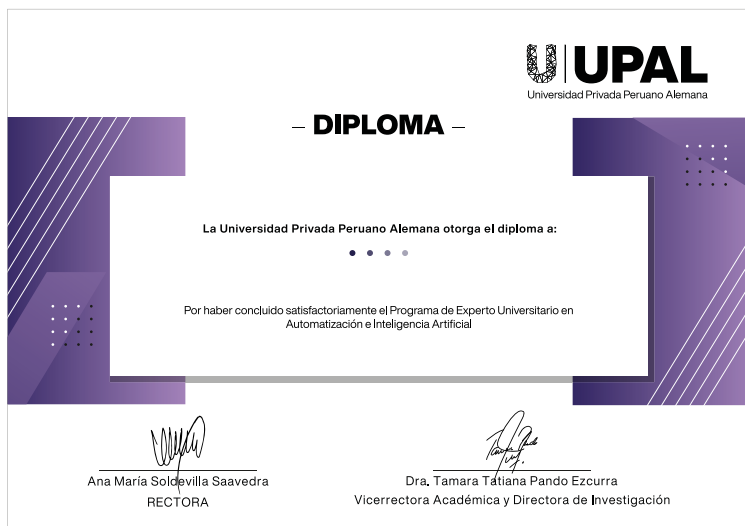 UPAL
Universidad Privada Peruano Alemana
– DIPLOMA –
La Universidad Privada Peruano Alemana otorga el diploma a:
Por haber concluido satisfactoriamente el Programa de Experto Universitario en
Automatización e Inteligencia Artificial
Ana María Soldevilla Saavedra
RECTORA
Dra. Tamara Tatiana Pando Ezcurra
Vicerrectora Académica y Directora de Investigación